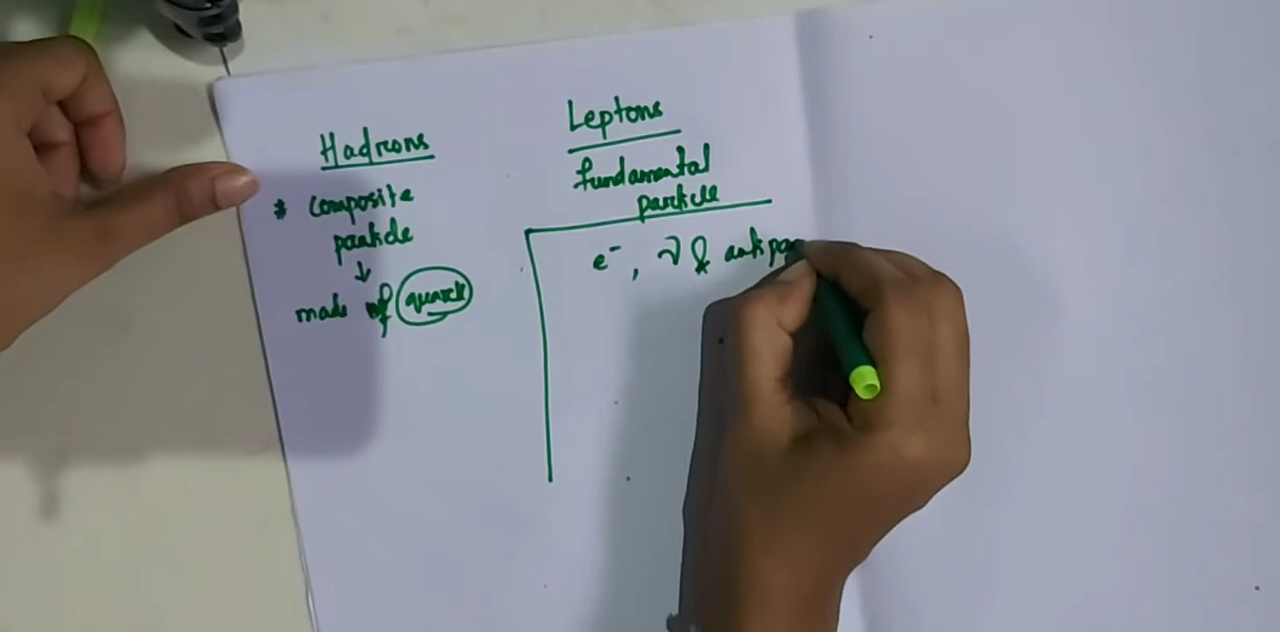 Hadrons
* composite
particle
↓
made of quark
Leptons
fundamental
particle
e⁻, ν & antipar